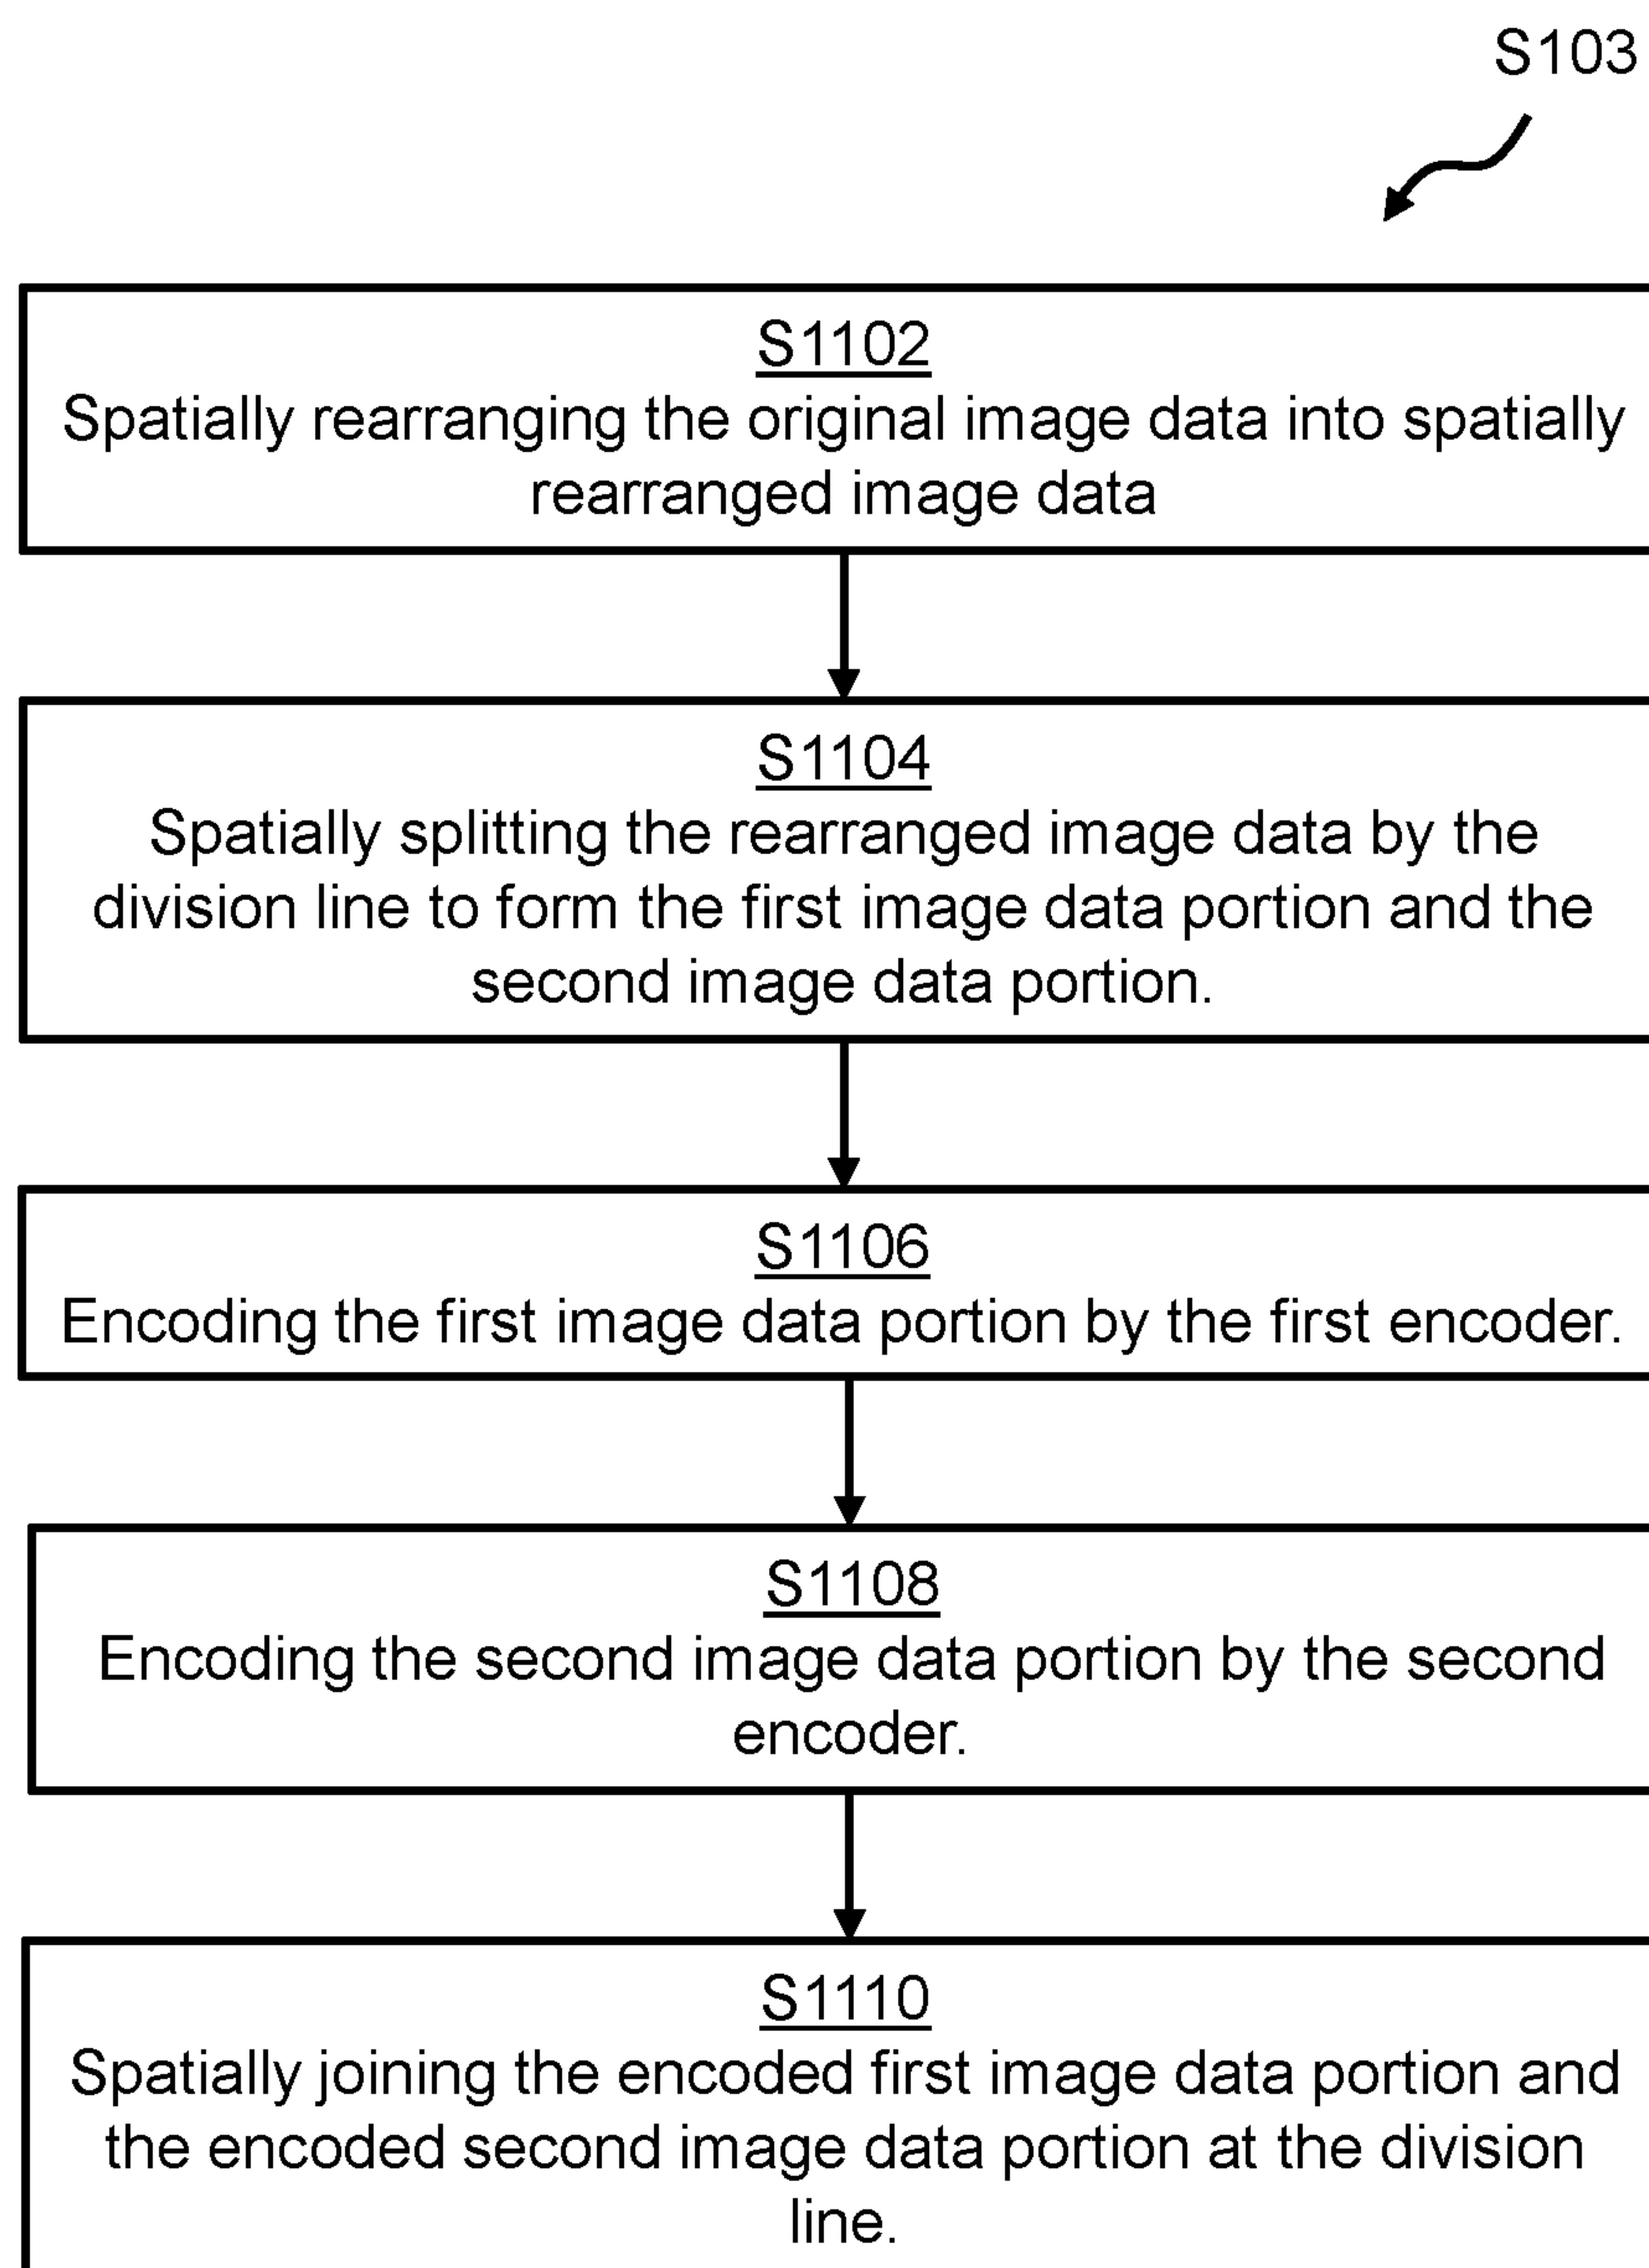 S103
S1102
Spatially rearranging the original image data into spatially
rearranged image data
S1104
Spatially splitting the rearranged image data by the
division line to form the first image data portion and the
second image data portion.
S1106
Encoding the first image data portion by the first encoder.
S1108
Encoding the second image data portion by the second
encoder.
S1110
Spatially joining the encoded first image data portion and
the encoded second image data portion at the division
line.